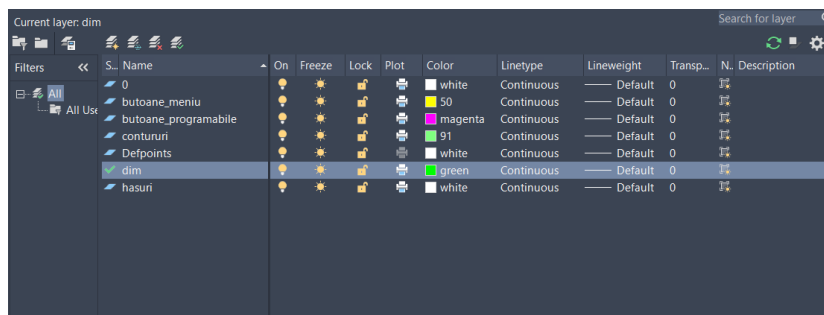 Current layer: dim
Search for layer
Filters
S.. Name On Freeze Lock Plot Color Linetype Lineweight Transp... N.. Description
All
All Use
0 white Continuous Default 0
butoane_meniu 50 Continuous Default 0
butoane_programabile magenta Continuous Default 0
contururi 91 Continuous Default 0
Defpoints white Continuous Default 0
dim green Continuous Default 0
hasuri white Continuous Default 0